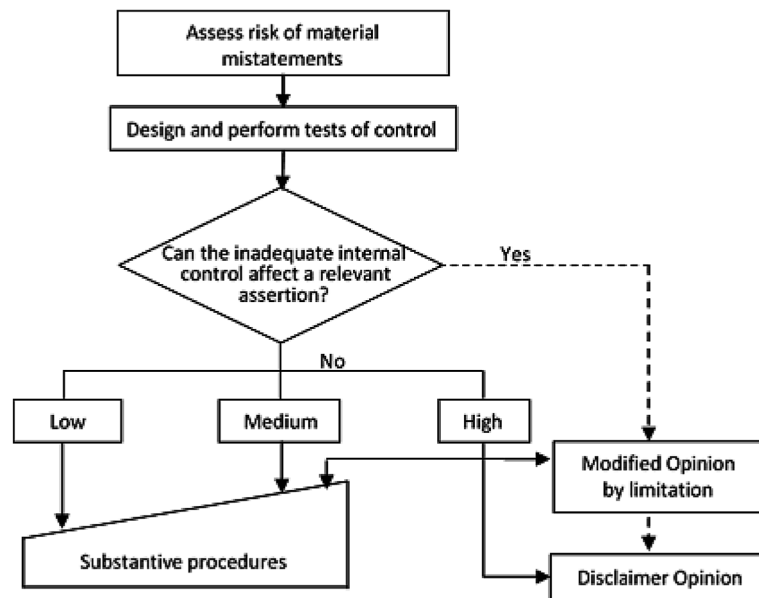 Assess risk of material
mistatements
Design and perform tests of control
Can the inadequate internal
control affect a relevant
assertion?
Yes
No
Low
Medium
High
Modified Opinion
by limitation
Substantive procedures
Disclaimer Opinion